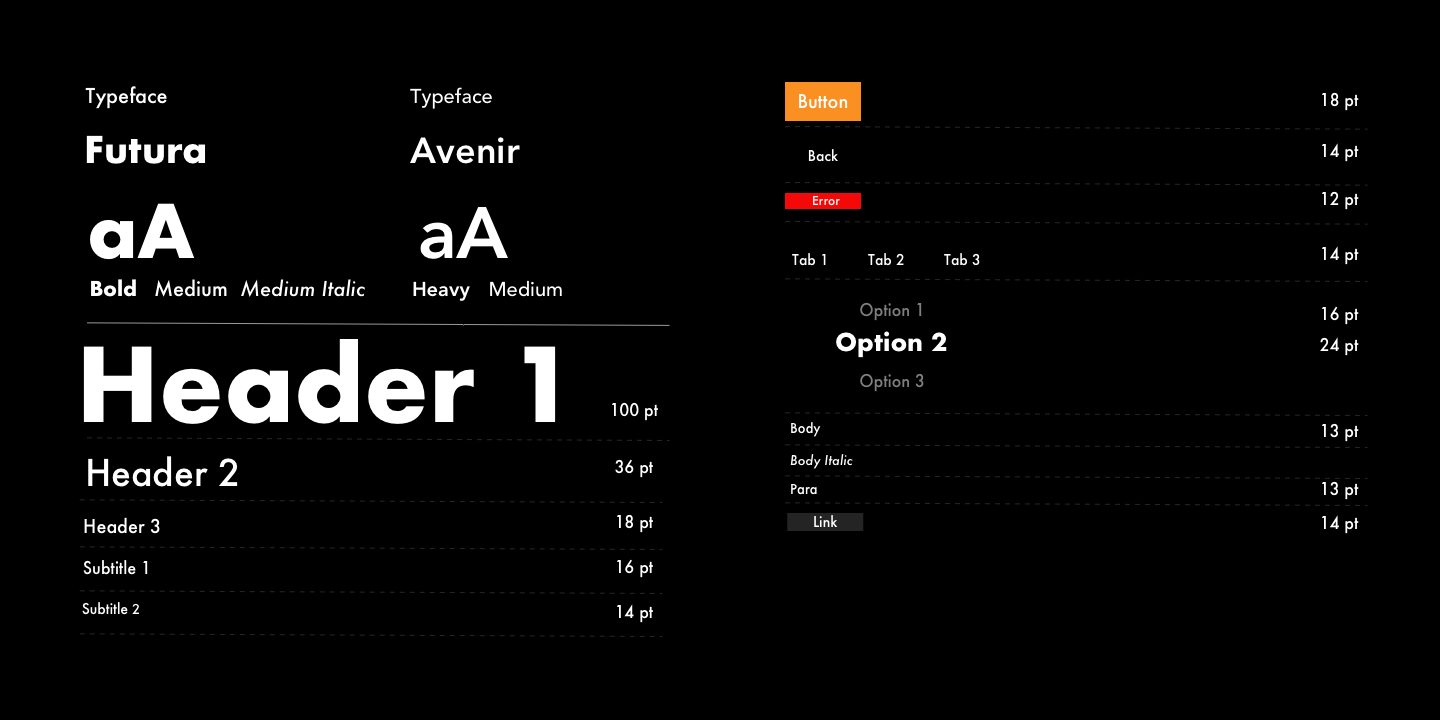 Typeface
Futura
aA
Bold Medium Medium Italic
Typeface
Avenir
aA
Heavy Medium
Header 1 100 pt
Header 2 36 pt
Header 3 18 pt
Subtitle 1 16 pt
Subtitle 2 14 pt
Button 18 pt
Back 14 pt
Error 12 pt
Tab 1 Tab 2 Tab 3 14 pt
Option 1 16 pt
Option 2 24 pt
Option 3
Body 13 pt
Body Italic
Para 13 pt
Link 14 pt